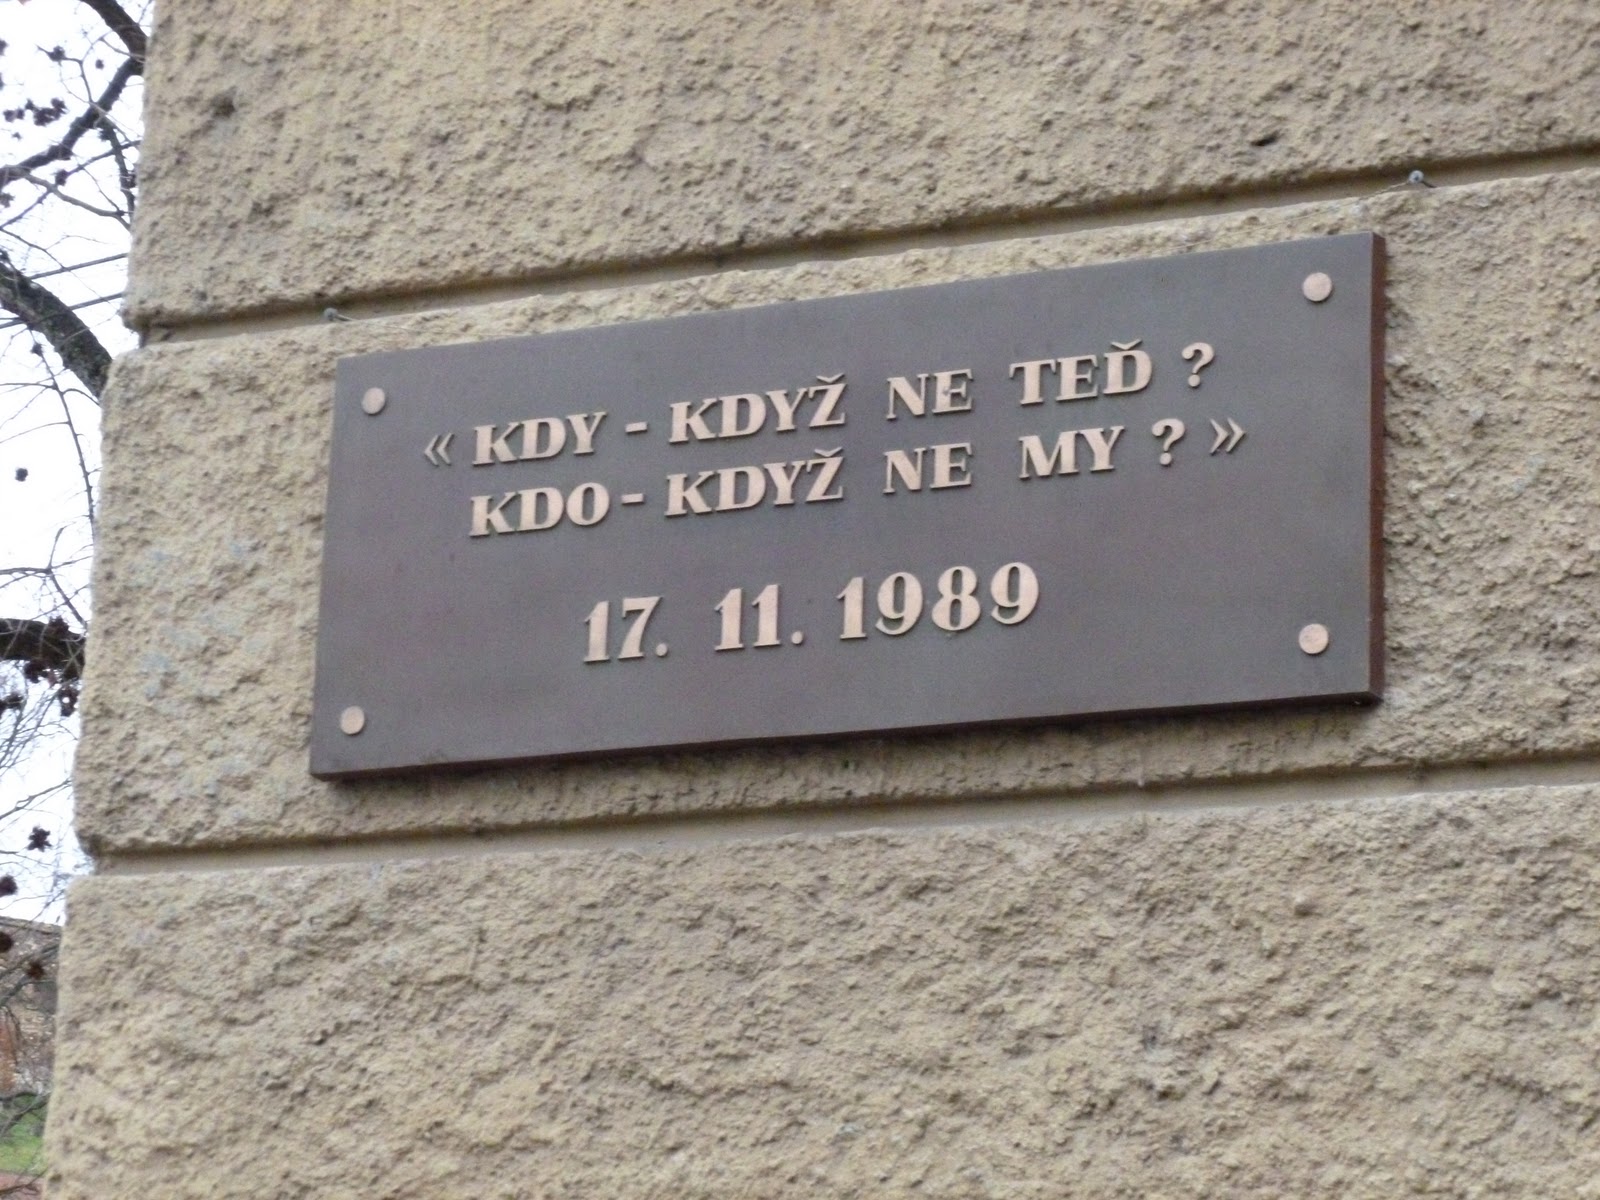 « KDY - KDYŽ NE TEĎ ?
KDO - KDYŽ NE MY ? »
17. 11. 1989